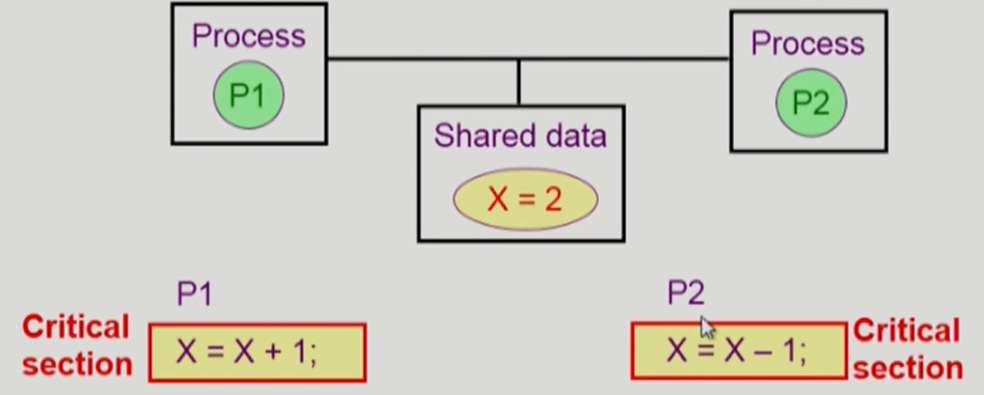 Process
P1
Process
P2
Shared data
X = 2
P1
P2
Critical
section
X = X + 1;
X = X – 1;
Critical
section